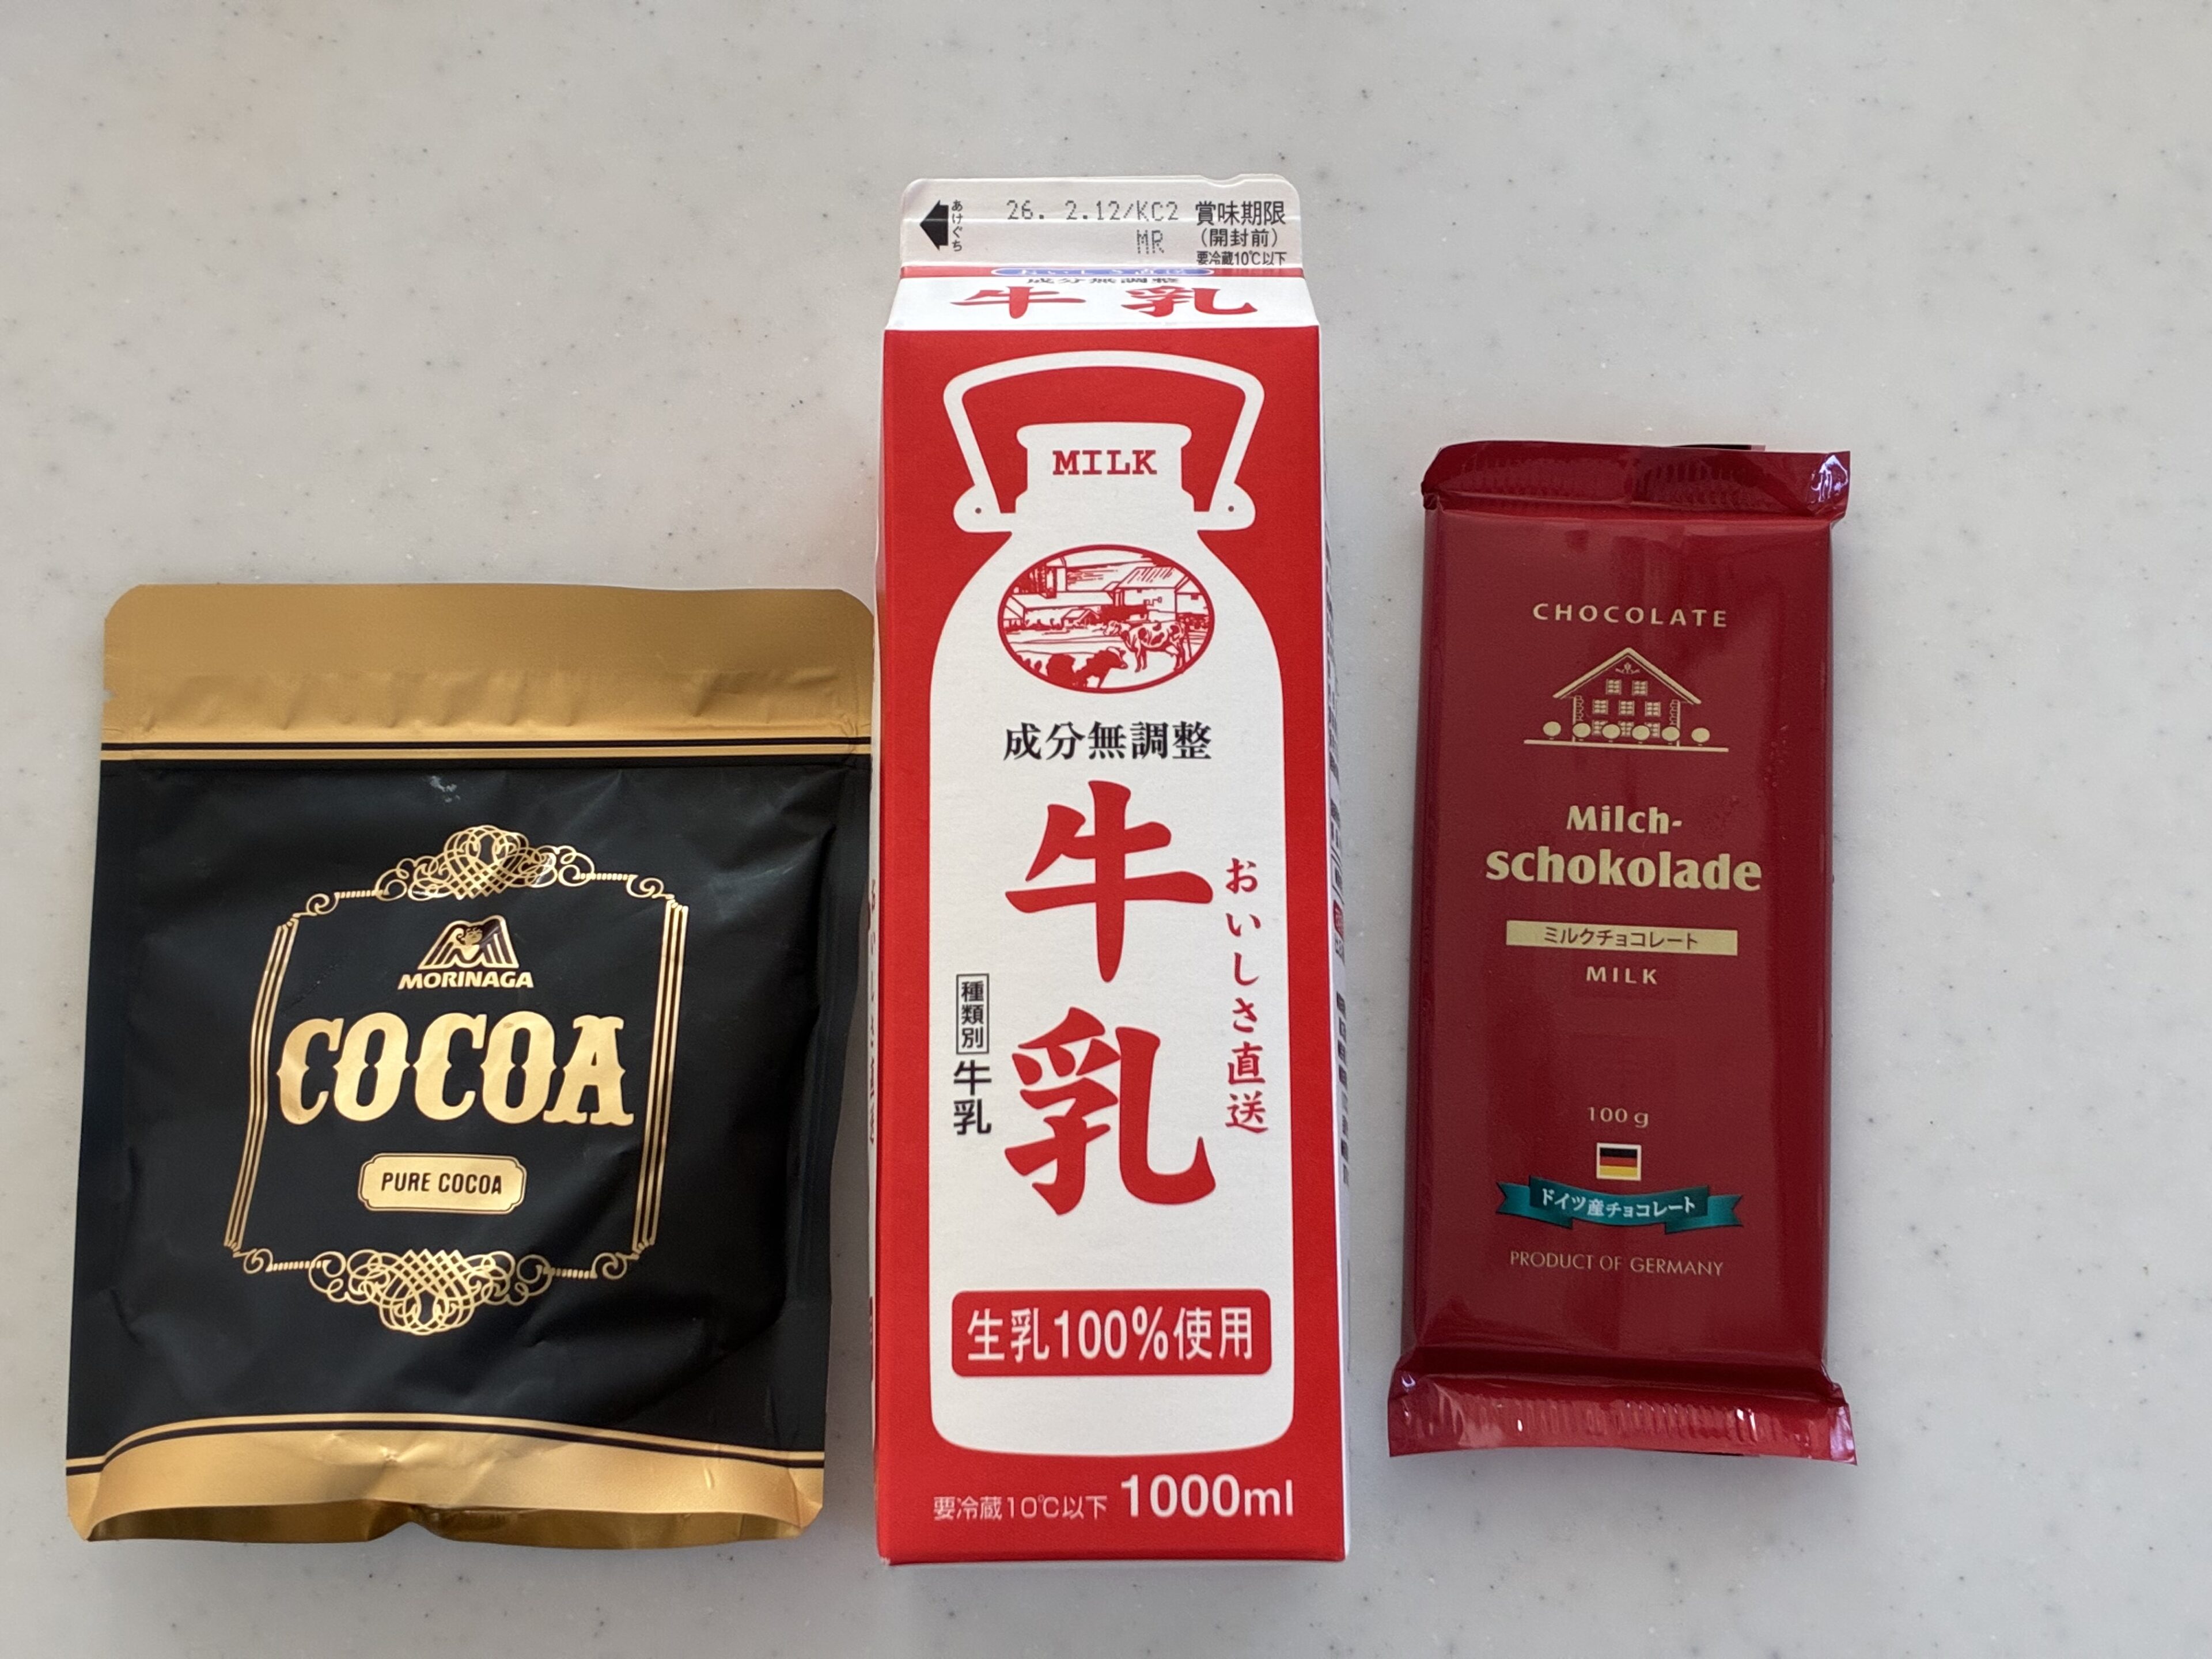 MORINAGA
COCOA
PURE COCOA
あけぐち
26. 2.12/KC2
MR
賞味期限
(開封前)
要冷蔵10℃以下
成分無調整
牛乳
MILK
成分無調整
牛乳
おいしさ直送
種類別
牛乳
生乳100%使用
要冷蔵10℃以下 1000ml
CHOCOLATE
Milch-
schokolade
ミルクチョコレート
MILK
100 g
ドイツ産チョコレート
PRODUCT OF GERMANY